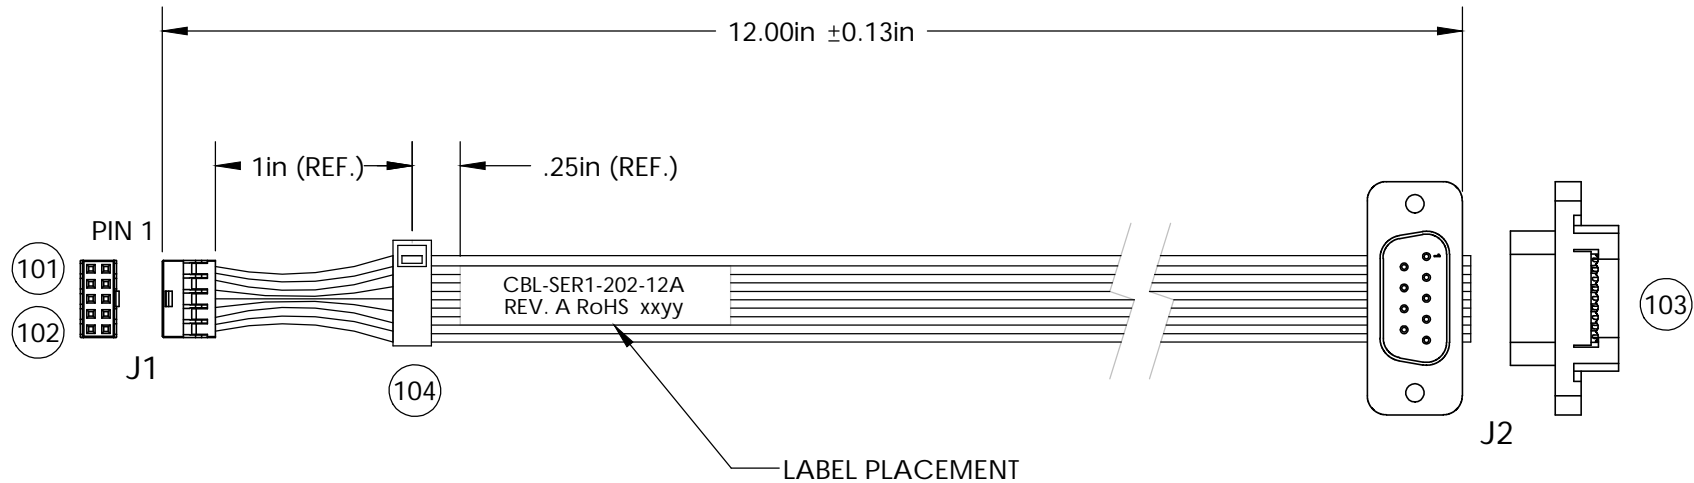 12.00in ±0.13in
1in (REF.)
.25in (REF.)
PIN 1
101
102
J1
CBL-SER1-202-12A
REV. A RoHS xxyy
1
103
104
J2
LABEL PLACEMENT